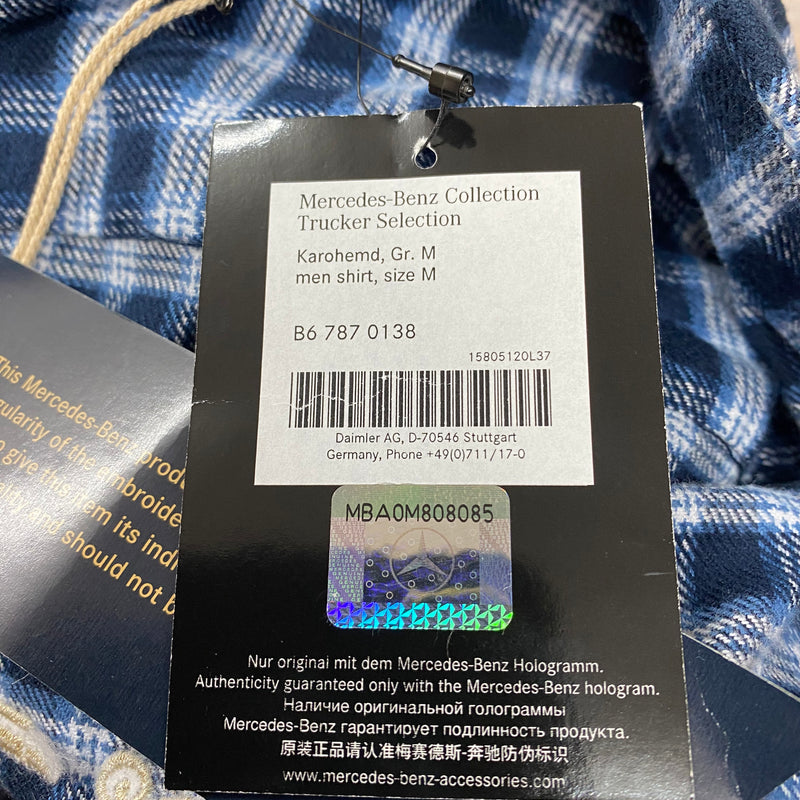 Mercedes-Benz Collection
Trucker Selection
Karohemd, Gr. M
men shirt, size M
B6 787 0138
15805120L37
Daimler AG, D-70546 Stuttgart
Germany, Phone +49(0)711/17-0
MBA0M808085
Nur original mit dem Mercedes-Benz Hologramm.
Authenticity guaranteed only with the Mercedes-Benz hologram.
Наличие оригинальной голограммы
Mercedes-Benz гарантирует подлинность продукта.
原装正品请认准梅赛德斯-奔驰防伪标识
www.mercedes-benz-accessories.com
This Mercedes-Benz
of the
give this item its
and should not